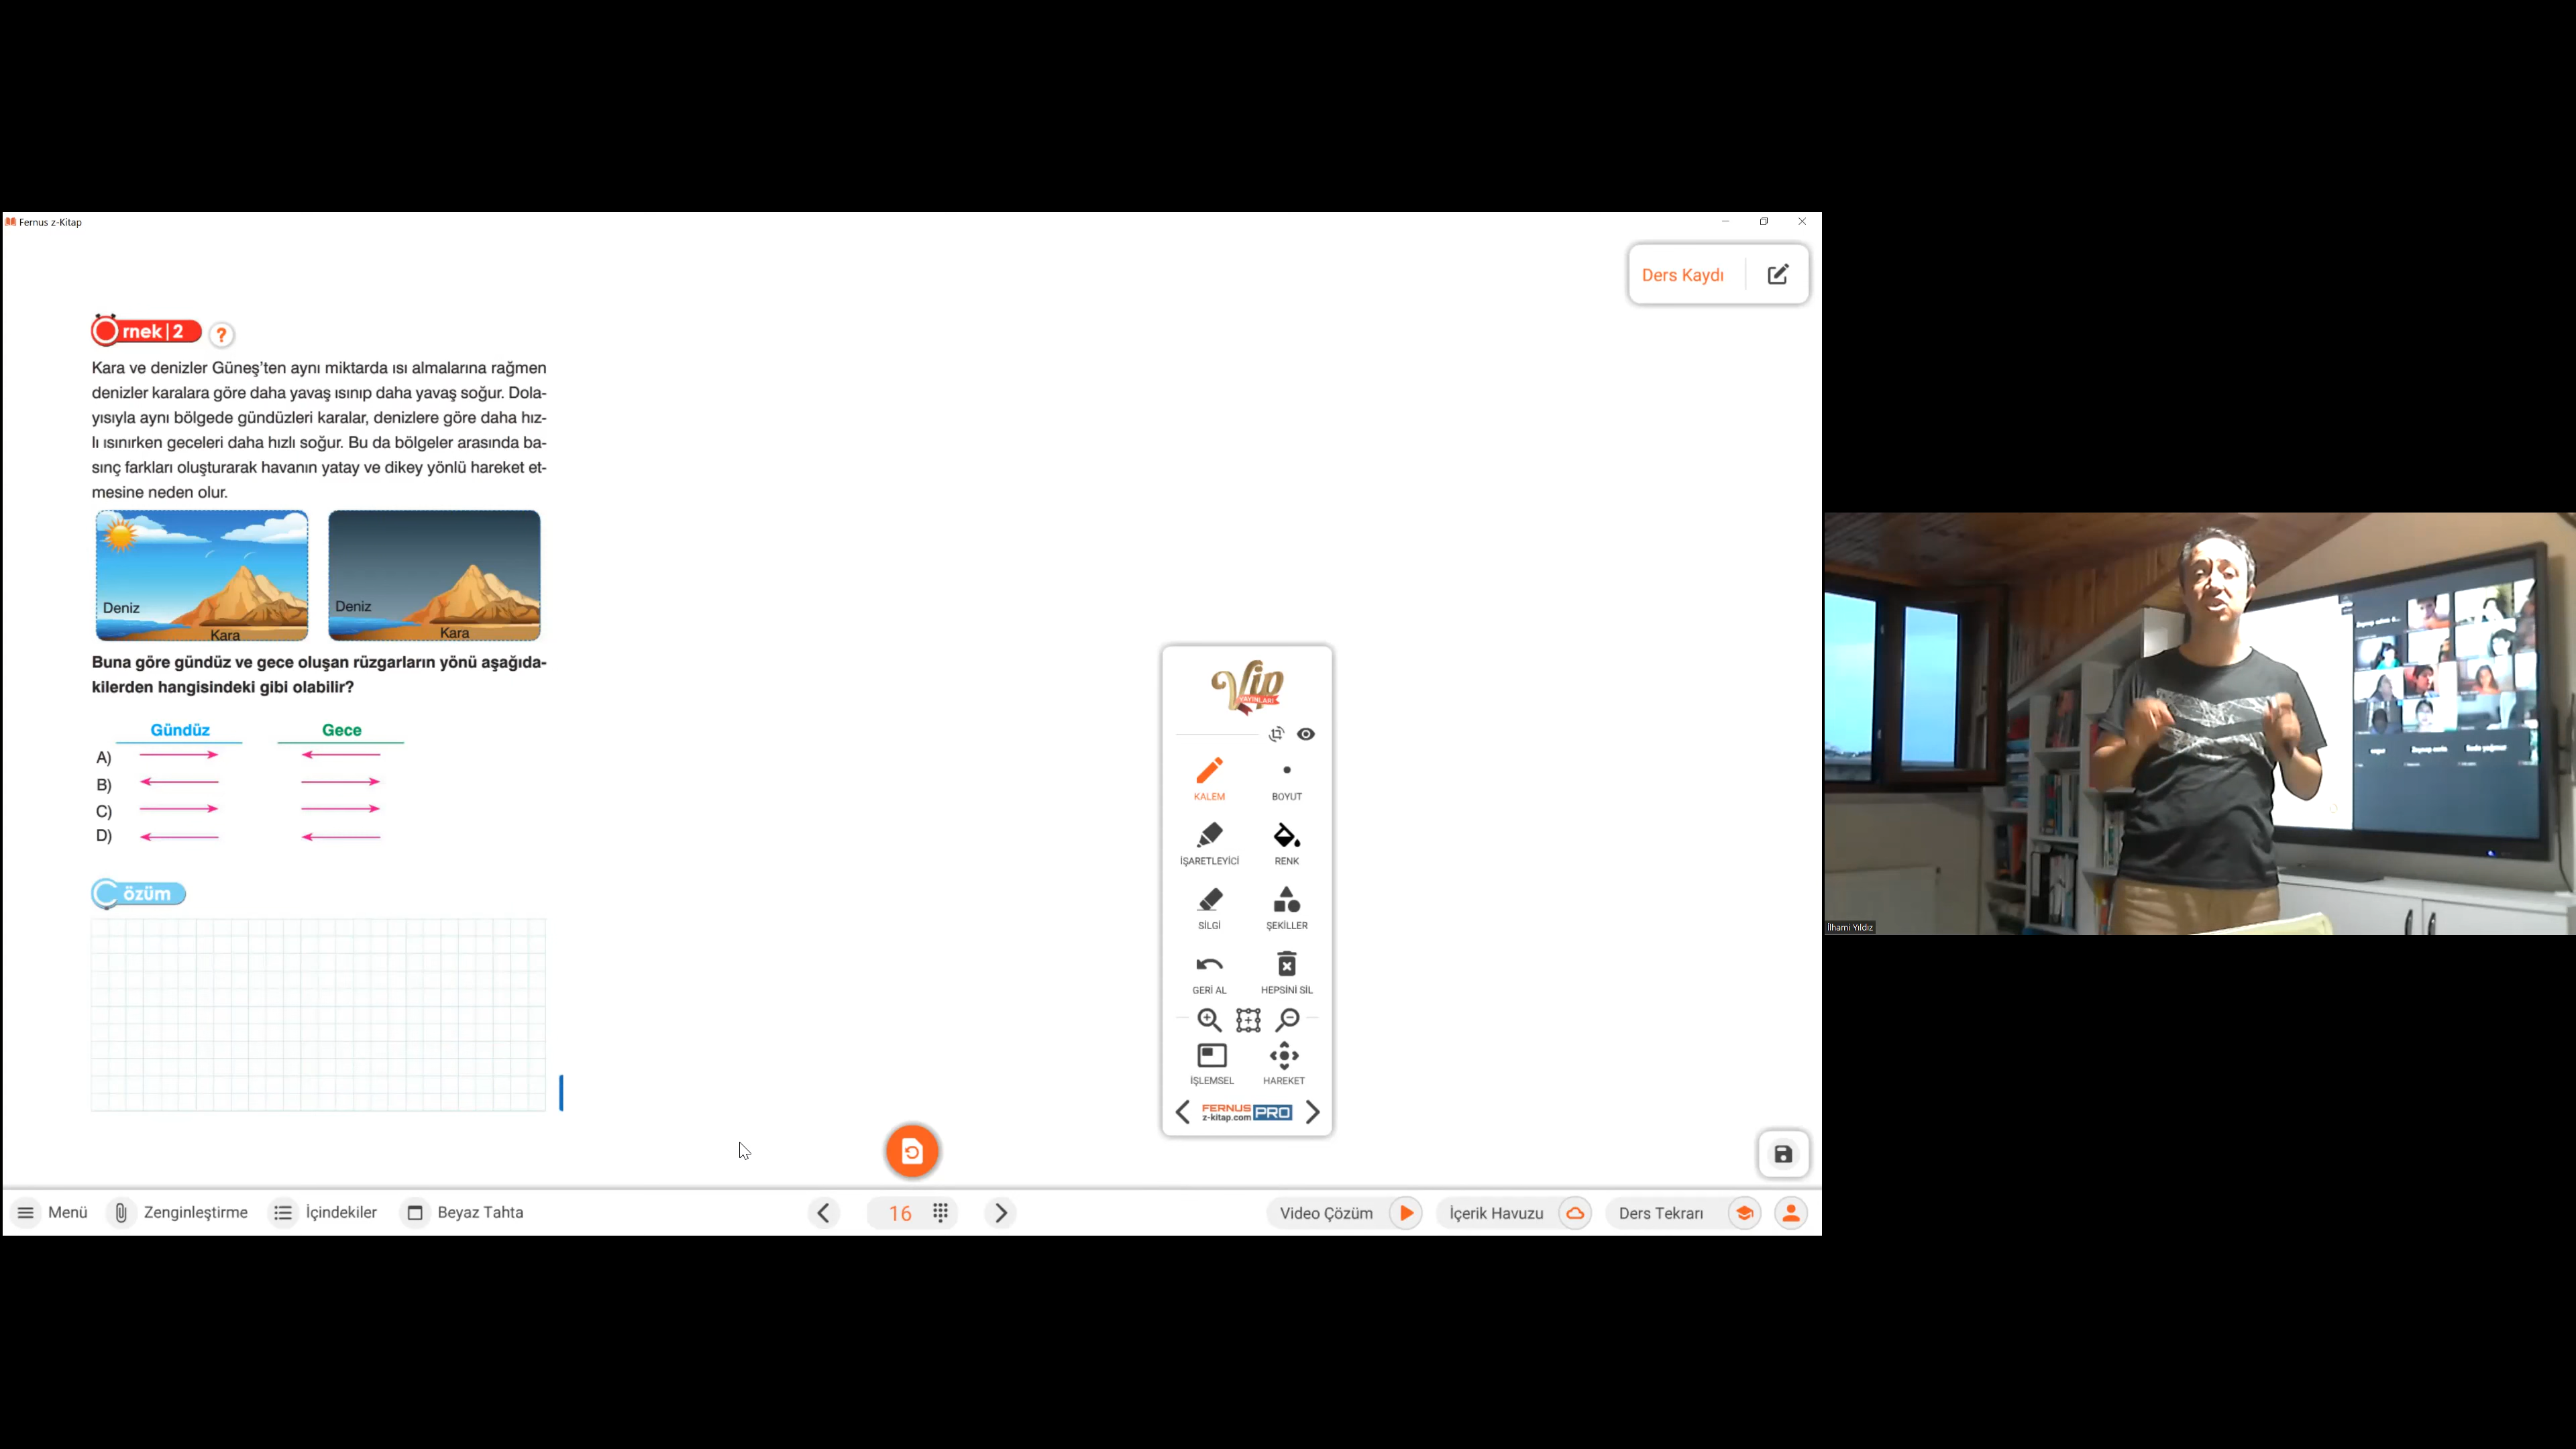 Fernus z-Kitap
Ders Kaydı
Örnek|2 ?
Kara ve denizler Güneş'ten aynı miktarda ısı almalarına rağmen
denizler karalara göre daha yavaş ısınıp daha yavaş soğur. Dola-
yısıyla aynı bölgede gündüzleri karalar, denizlere göre daha hız-
lı ısınırken geceleri daha hızlı soğur. Bu da bölgeler arasında ba-
sınç farkları oluşturarak havanın yatay ve dikey yönlü hareket et-
mesine neden olur.
Deniz
Kara
Deniz
Kara
Buna göre gündüz ve gece oluşan rüzgarların yönü aşağıda-
kilerden hangisindeki gibi olabilir?
Gündüz Gece
A)
B)
C)
D)
Çözüm
Vip
YAYINLARI
KALEM BOYUT
İŞARETLEYİCİ RENK
SİLGİ ŞEKİLLER
GERİ AL HEPSİNİ SİL
İŞLEMSEL HAREKET
FERNUS
z-kitap.com PRO
Menü Zenginleştirme İçindekiler Beyaz Tahta 16 Video Çözüm İçerik Havuzu Ders Tekrarı
İlhami Yıldız